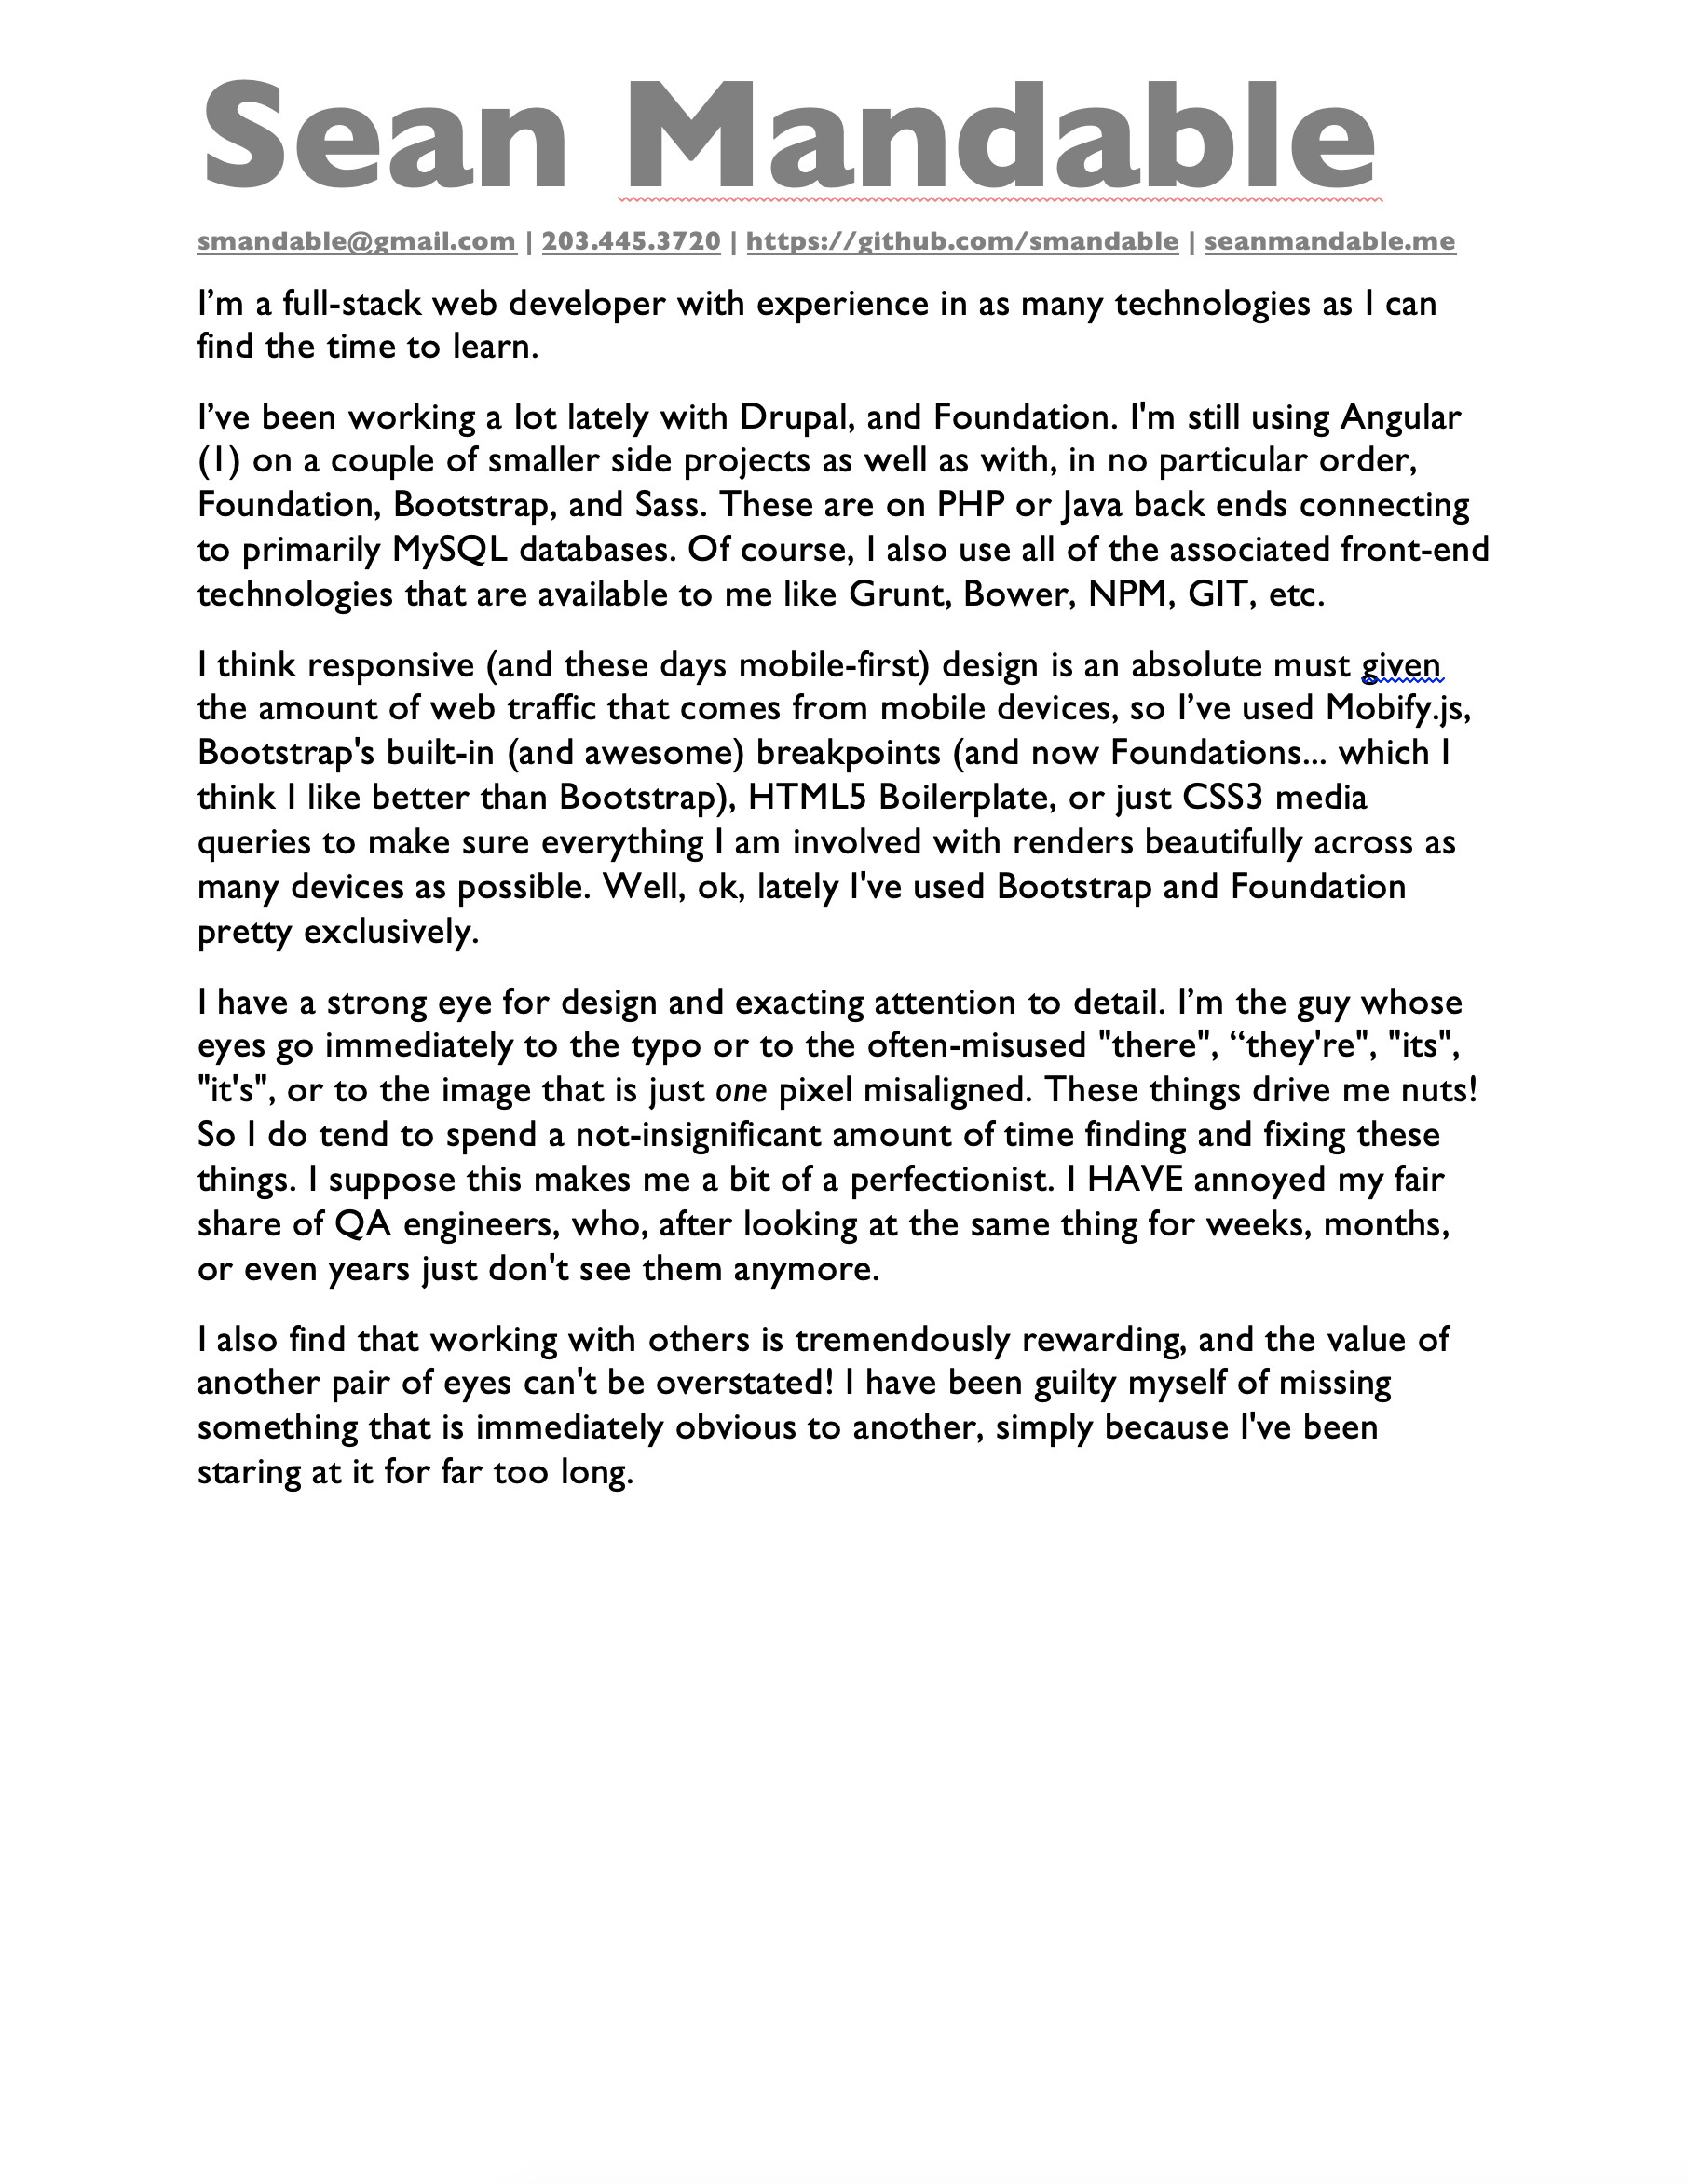 Sean Mandable
smandable@gmail.com | 203.445.3720 | https://github.com/smandable | seanmandable.me
I’m a full-stack web developer with experience in as many technologies as I can
find the time to learn.
I’ve been working a lot lately with Drupal, and Foundation. I'm still using Angular
(1) on a couple of smaller side projects as well as with, in no particular order,
Foundation, Bootstrap, and Sass. These are on PHP or Java back ends connecting
to primarily MySQL databases. Of course, I also use all of the associated front-end
technologies that are available to me like Grunt, Bower, NPM, GIT, etc.
I think responsive (and these days mobile-first) design is an absolute must given
the amount of web traffic that comes from mobile devices, so I’ve used Mobify.js,
Bootstrap's built-in (and awesome) breakpoints (and now Foundations... which I
think I like better than Bootstrap), HTML5 Boilerplate, or just CSS3 media
queries to make sure everything I am involved with renders beautifully across as
many devices as possible. Well, ok, lately I've used Bootstrap and Foundation
pretty exclusively.
I have a strong eye for design and exacting attention to detail. I’m the guy whose
eyes go immediately to the typo or to the often-misused "there", “they're", "its",
"it's", or to the image that is just one pixel misaligned. These things drive me nuts!
So I do tend to spend a not-insignificant amount of time finding and fixing these
things. I suppose this makes me a bit of a perfectionist. I HAVE annoyed my fair
share of QA engineers, who, after looking at the same thing for weeks, months,
or even years just don't see them anymore.
I also find that working with others is tremendously rewarding, and the value of
another pair of eyes can't be overstated! I have been guilty myself of missing
something that is immediately obvious to another, simply because I've been
staring at it for far too long.